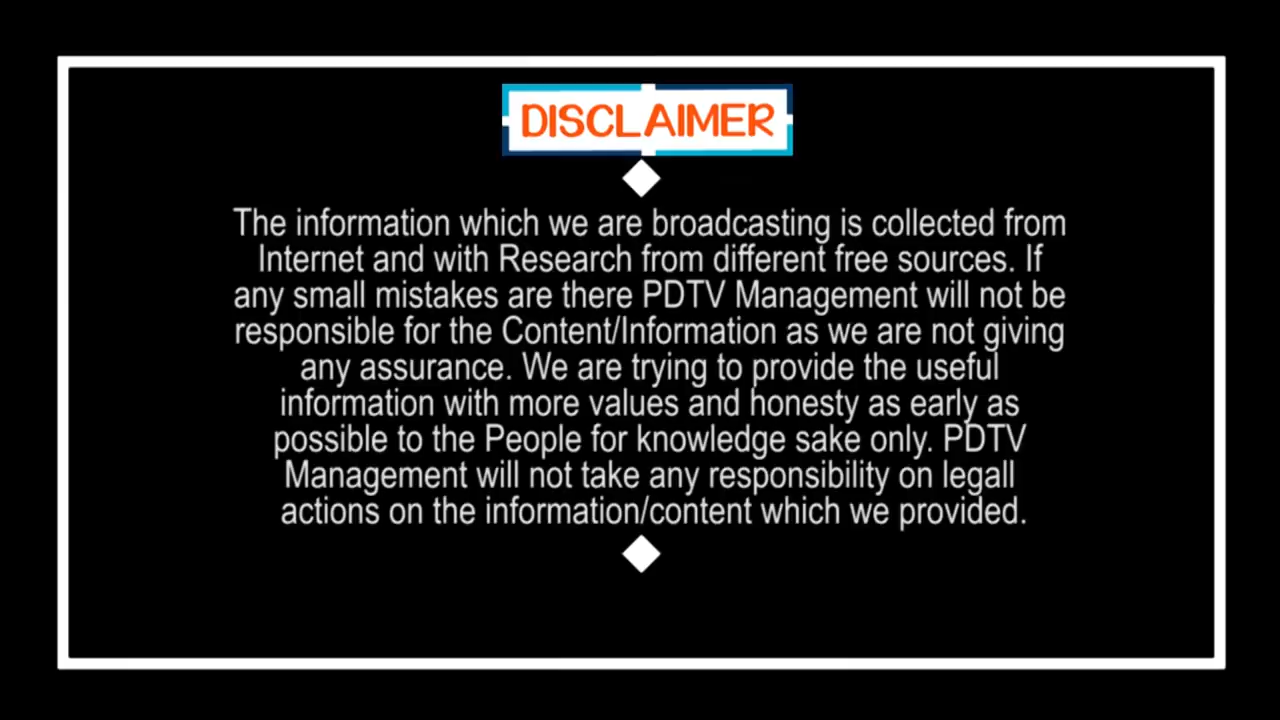 DISCLAIMER
The information which we are broadcasting is collected from
Internet and with Research from different free sources. If
any small mistakes are there PDTV Management will not be
responsible for the Content/Information as we are not giving
any assurance. We are trying to provide the useful
information with more values and honesty as early as
possible to the People for knowledge sake only. PDTV
Management will not take any responsibility on legall
actions on the information/content which we provided.